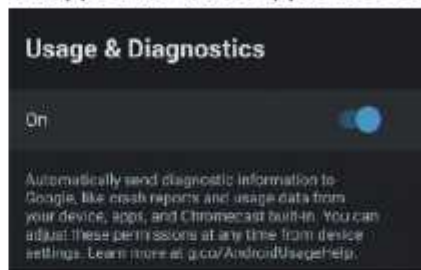 Usage & Diagnostics
On
Automatically send diagnostic information to
Google, like crash reports and usage data from
your device, apps, and Chromecast built-in. You can
adjust these permissions at any time from device
settings. Learn more at g.co/AndroidUsageHelp.